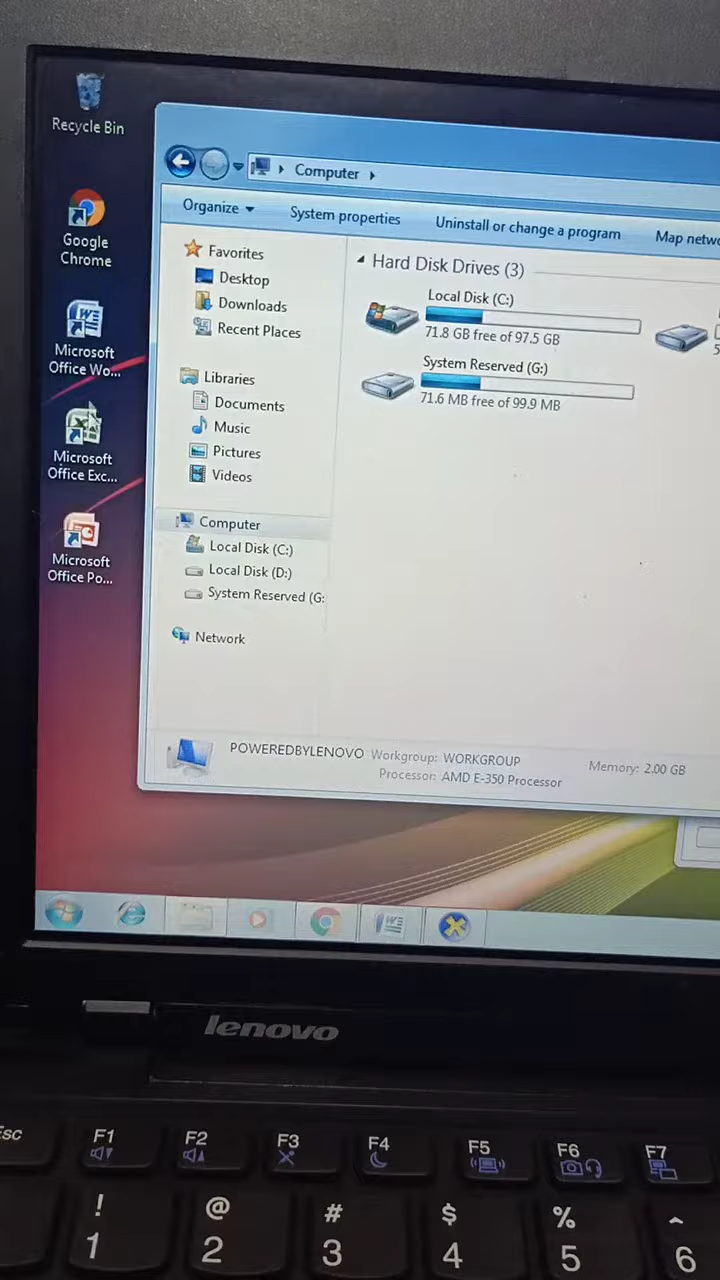 Recycle Bin
Google
Chrome
Microsoft
Office Wo...
Microsoft
Office Exc...
Microsoft
Office Po...
Computer
Organize
System properties
Uninstall or change a program
Map netw
Favorites
Desktop
Downloads
Recent Places
Libraries
Documents
Music
Pictures
Videos
Computer
Local Disk (C:)
Local Disk (D:)
System Reserved (G:
Network
Hard Disk Drives (3)
Local Disk (C:)
71.8 GB free of 97.5 GB
System Reserved (G:)
71.6 MB free of 99.9 MB
POWEREDBYLENOVO Workgroup: WORKGROUP
Memory: 2.00 GB
Processor: AMD E-350 Processor
lenovo
Esc F1 F2 F3 F4 F5 F6 F7
! @ # $ % ^
1 2 3 4 5 6